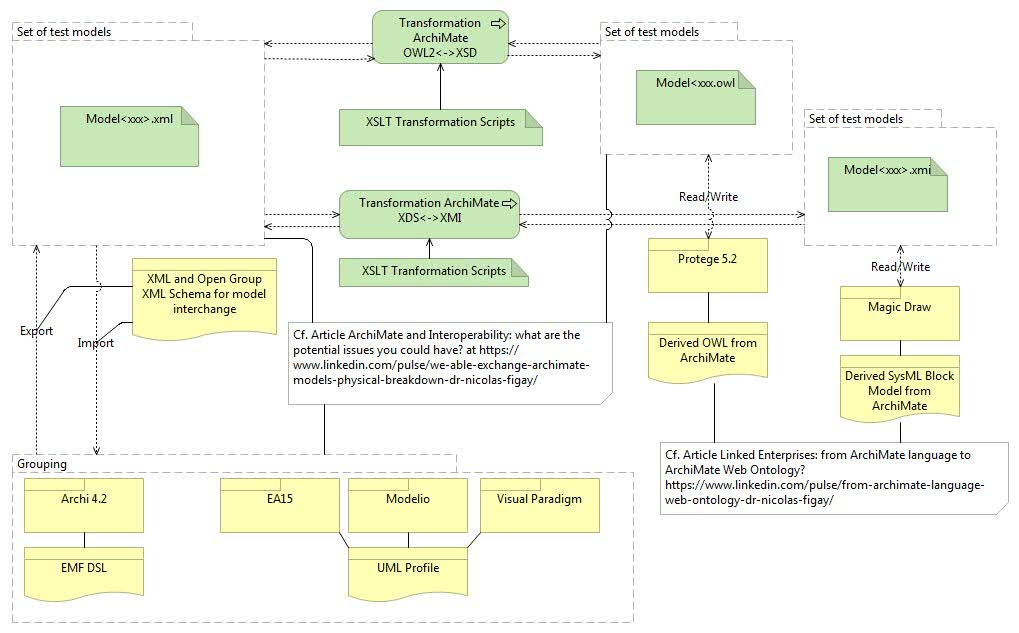 Set of test models
Model<xxx>.xml
Transformation
ArchiMate
OWL2<->XSD
XSLT Transformation Scripts
Set of test models
Model<xxx.owl
Set of test models
Model<xxx>.xmi
Transformation ArchiMate
XDS<->XMI
XSLT Tranformation Scripts
Read/Write
Protege 5.2
Derived OWL from
ArchiMate
Read/Write
Magic Draw
Derived SysML Block
Model from
ArchiMate
XML and Open Group
XML Schema for model
interchange
Export
Import
Cf. Article ArchiMate and Interoperability: what are the
potential issues you could have? at https://
www.linkedin.com/pulse/we-able-exchange-archimate-
models-physical-breakdown-dr-nicolas-figay/
Cf. Article Linked Enterprises: from ArchiMate language to
ArchiMate Web Ontology?
https://www.linkedin.com/pulse/from-archimate-language-
web-ontology-dr-nicolas-figay/
Grouping
Archi 4.2
EMF DSL
EA15
Modelio
Visual Paradigm
UML Profile